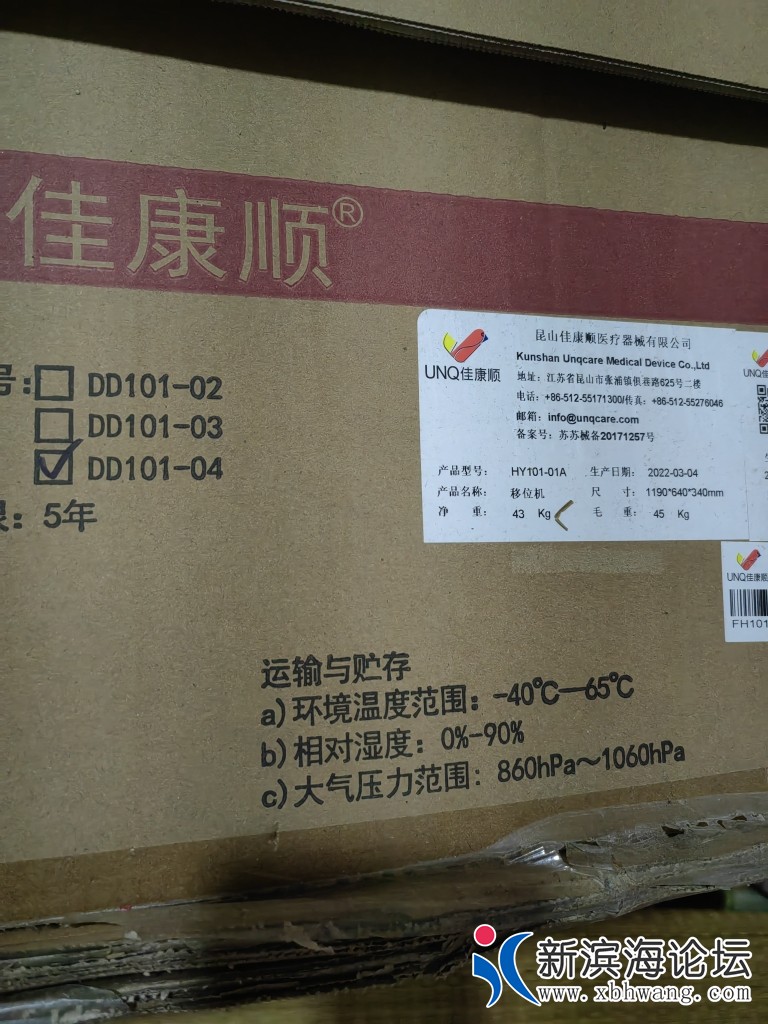 佳康顺®
号: DD101-02
DD101-03
DD101-04
限: 5年
UNQ佳康顺
昆山佳康顺医疗器械有限公司
Kunshan Unqcare Medical Device Co.,Ltd
地址: 江苏省昆山市张浦镇俱巷路625号二楼
电话: +86-512-55171300/传真: +86-512-55276046
邮箱: info@unqcare.com
备案号: 苏苏械备20171257号
产品型号: HY101-01A 生产日期: 2022-03-04
产品名称: 移位机 尺 寸: 1190*640*340mm
净 重: 43 Kg 毛 重: 45 Kg
UNQ
UNQ佳康顺
FH101
运输与贮存
a)环境温度范围: -40℃—65℃
b)相对湿度: 0%-90%
c)大气压力范围: 860hPa～1060hPa
新滨海论坛
www.xbhwang.com